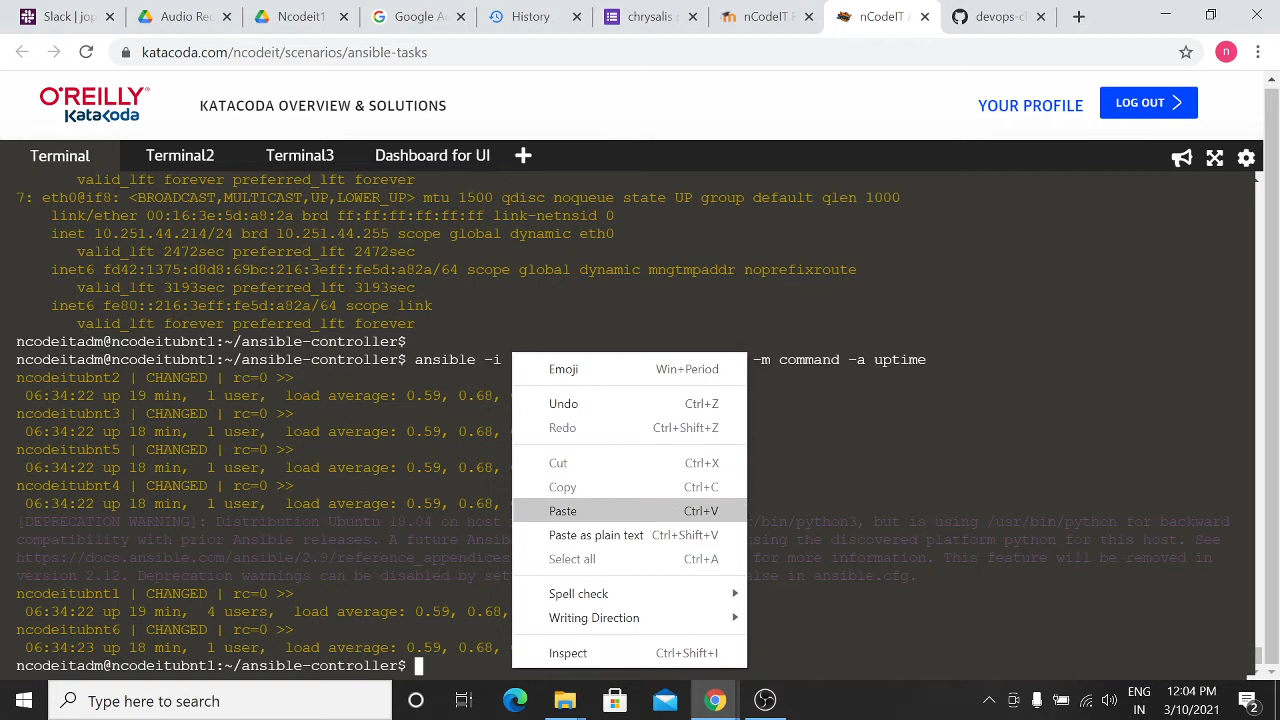 Slack | jo
Audio Re
Ncodeit1
Google A
History
chrysalis p
nCodeIT F
nCodeIT A
devops-cl
katacoda.com/ncodeit/scenarios/ansible-tasks
n
O'REILLY®
Katacoda
KATACODA OVERVIEW & SOLUTIONS
YOUR PROFILE
LOG OUT
Terminal
Terminal2
Terminal3
Dashboard for UI
valid_lft forever preferred_lft forever
7: eth0@if8: <BROADCAST,MULTICAST,UP,LOWER_UP> mtu 1500 qdisc noqueue state UP group default qlen 1000
link/ether 00:16:3e:5d:a8:2a brd ff:ff:ff:ff:ff:ff link-netnsid 0
inet 10.251.44.214/24 brd 10.251.44.255 scope global dynamic eth0
valid_lft 2472sec preferred_lft 2472sec
inet6 fd42:1375:d8d8:69bc:216:3eff:fe5d:a82a/64 scope global dynamic mngtmpaddr noprefixroute
valid_lft 3193sec preferred_lft 3193sec
inet6 fe80::216:3eff:fe5d:a82a/64 scope link
valid_lft forever preferred_lft forever
ncodeitadm@ncodeitubnt1:~/ansible-controller$
ncodeitadm@ncodeitubnt1:~/ansible-controller$ ansible -i -m command -a uptime
ncodeitubnt2 | CHANGED | rc=0 >>
06:34:22 up 19 min, 1 user, load average: 0.59, 0.68,
ncodeitubnt3 | CHANGED | rc=0 >>
06:34:22 up 18 min, 1 user, load average: 0.59, 0.68,
ncodeitubnt5 | CHANGED | rc=0 >>
06:34:22 up 18 min, 1 user, load average: 0.59, 0.68,
ncodeitubnt4 | CHANGED | rc=0 >>
06:34:22 up 18 min, 1 user, load average: 0.59, 0.68,
[DEPRECATION WARNING]: Distribution Ubuntu 18.04 on host /bin/python3, but is using /usr/bin/python for backward
compatibility with prior Ansible releases. A future Ansib using the discovered platform python for this host. See
https://docs.ansible.com/ansible/2.9/reference_appendices for more information. This feature will be removed in
version 2.12. Deprecation warnings can be disabled by set alse in ansible.cfg.
ncodeitubnt1 | CHANGED | rc=0 >>
06:34:22 up 19 min, 4 users, load average: 0.59, 0.68,
ncodeitubnt6 | CHANGED | rc=0 >>
06:34:23 up 18 min, 1 user, load average: 0.59, 0.68,
ncodeitadm@ncodeitubnt1:~/ansible-controller$
Emoji Win+Period
Undo Ctrl+Z
Redo Ctrl+Shift+Z
Cut Ctrl+X
Copy Ctrl+C
Paste Ctrl+V
Paste as plain text Ctrl+Shift+V
Select all Ctrl+A
Spell check
Writing Direction
Inspect Ctrl+Shift+I
Type here to search
ENG
IN
12:04 PM
3/10/2021
2